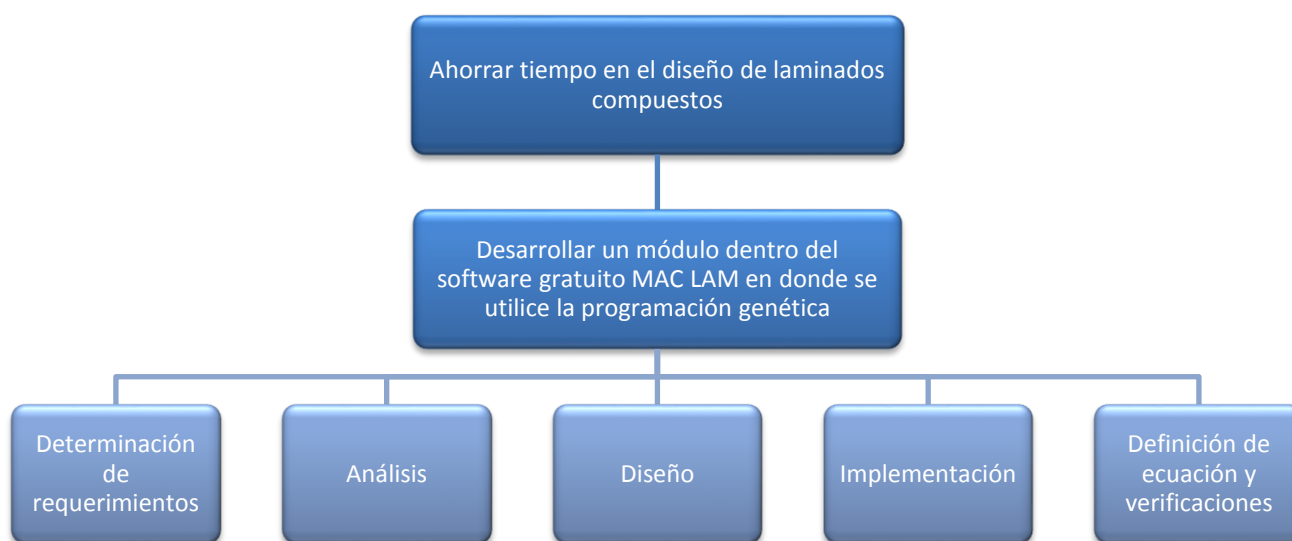 Ahorrar tiempo en el diseño de laminados
compuestos
Desarrollar un módulo dentro del
software gratuito MAC LAM en donde se
utilice la programación genética
Determinación
de
requerimientos
Análisis
Diseño
Implementación
Definición de
ecuación y
verificaciones